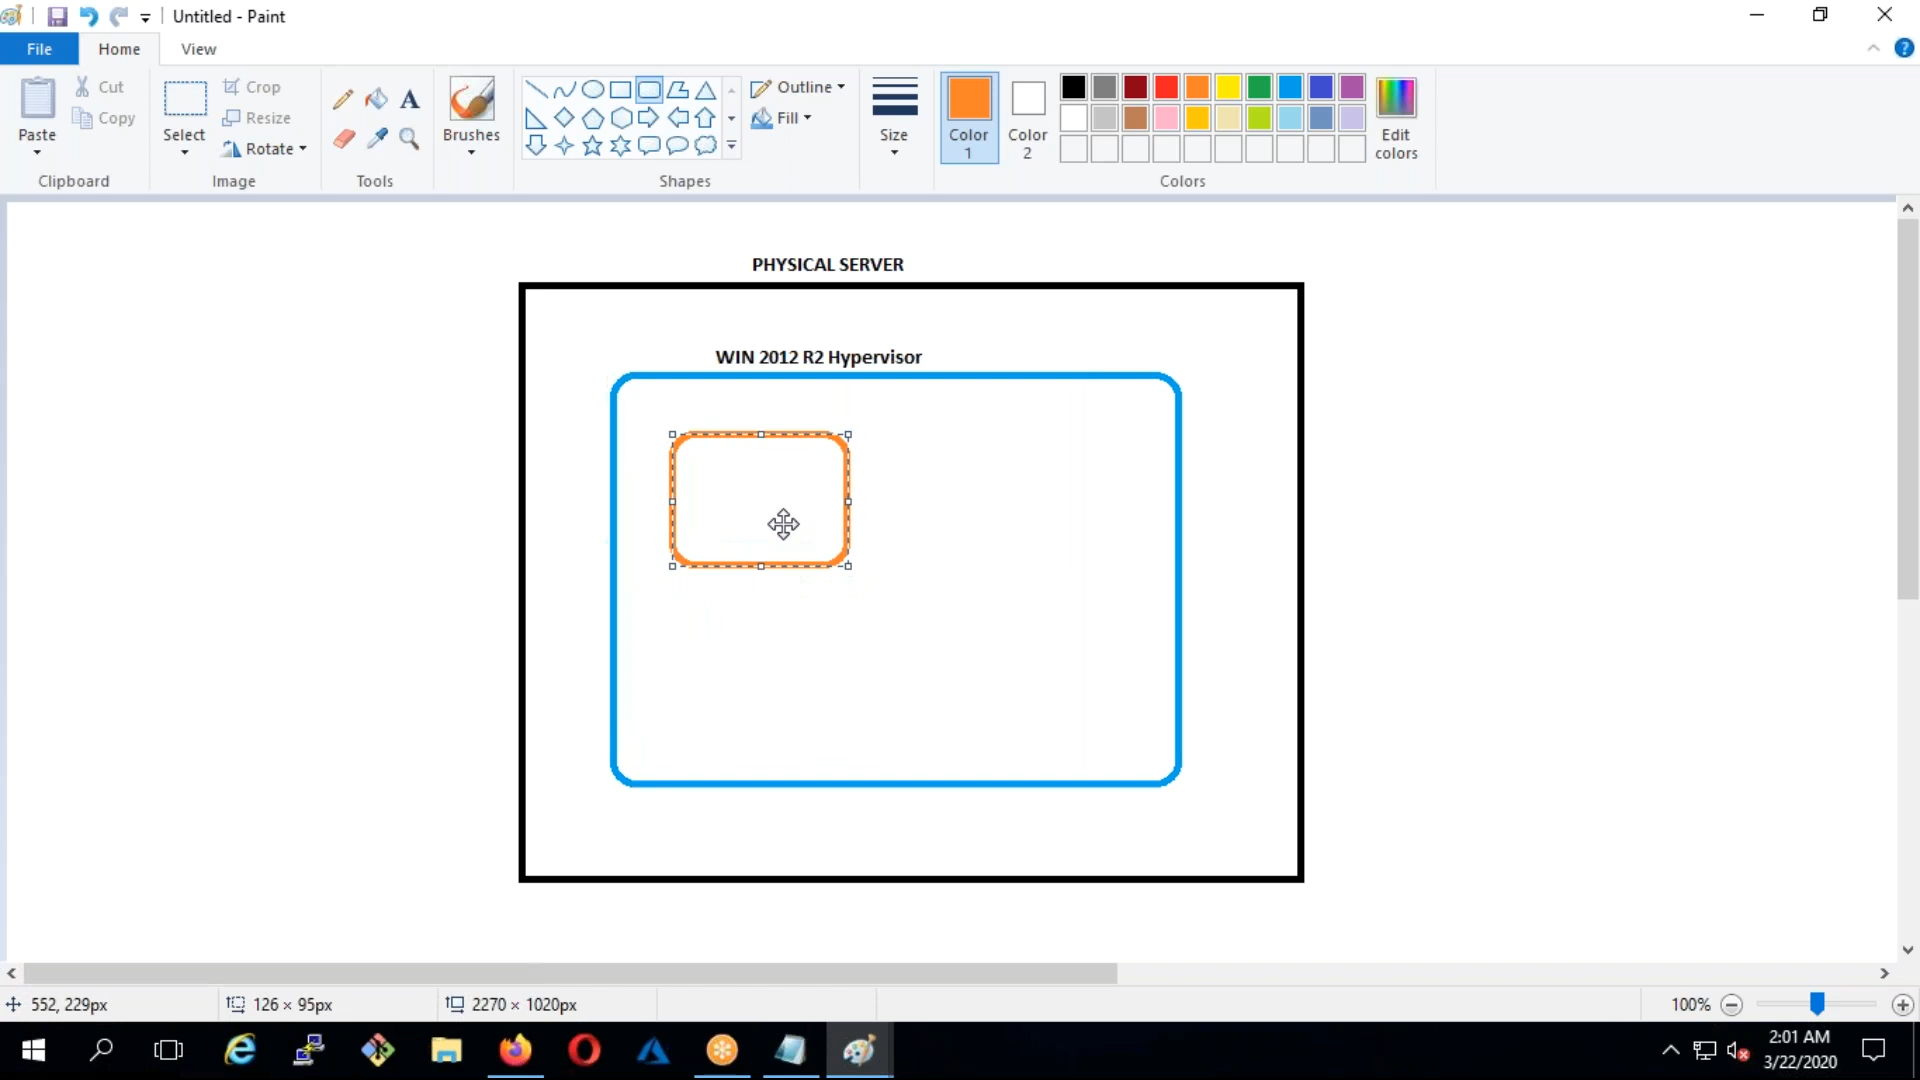 Untitled - Paint
File
Home
View
Paste
Cut
Copy
Clipboard
Select
Crop
Resize
Rotate
Image
Tools
Brushes
Shapes
Outline
Fill
Size
Color 1
Color 2
Edit colors
Colors
PHYSICAL SERVER
WIN 2012 R2 Hypervisor
552, 229px
126 × 95px
2270 × 1020px
100%
2:01 AM
3/22/2020